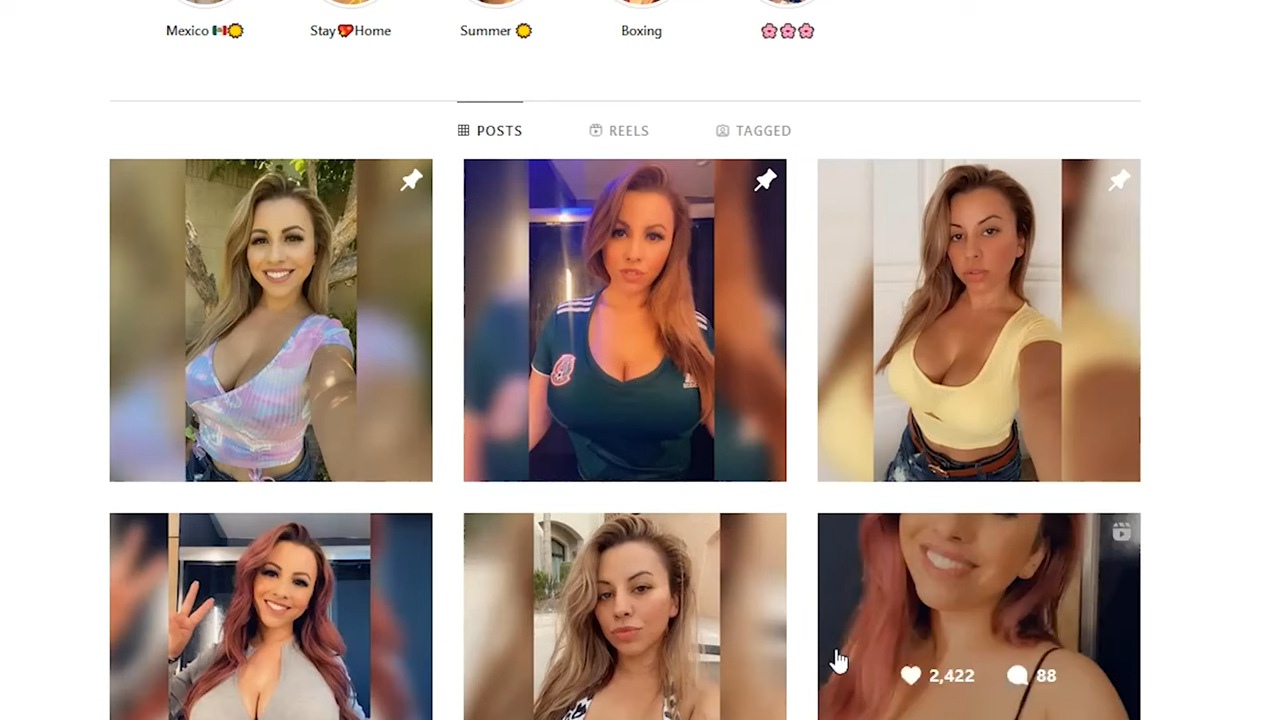 Mexico 🇲🇽🌞
Stay💝Home
Summer 🌞
Boxing
🌸🌸🌸
POSTS
REELS
TAGGED
2,422
88